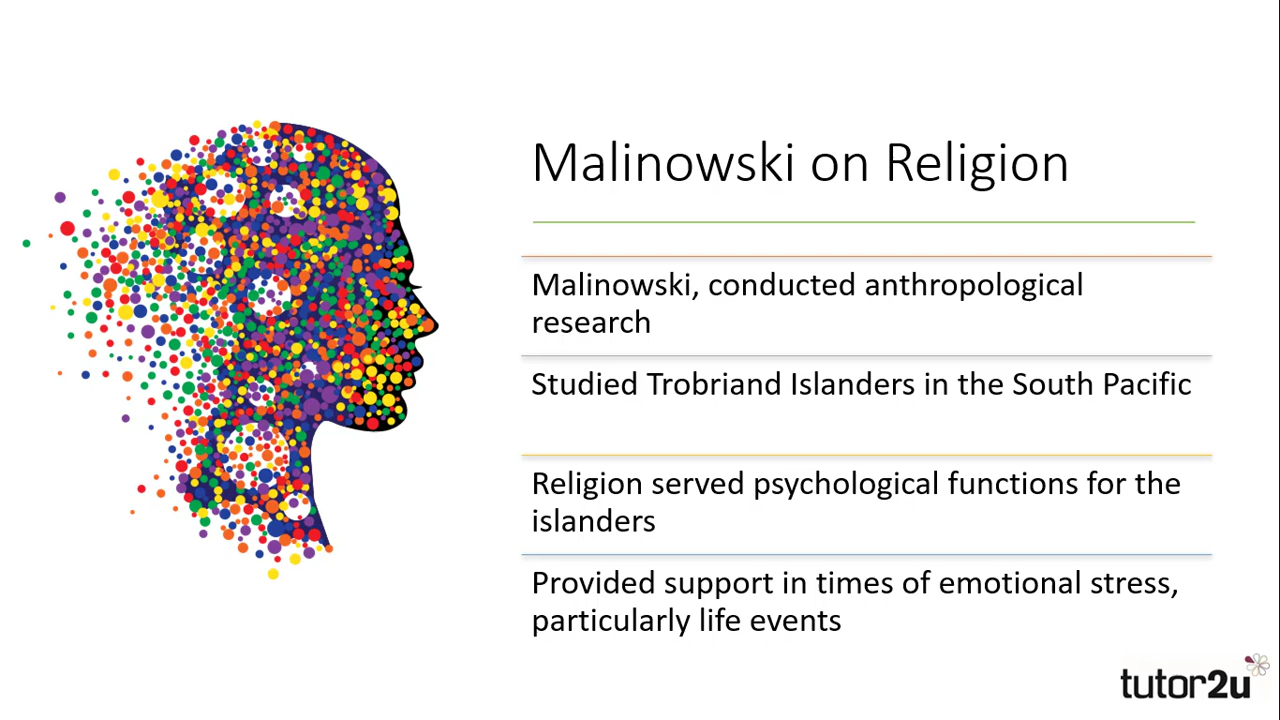 Malinowski on Religion
Malinowski, conducted anthropological
research
Studied Trobriand Islanders in the South Pacific
Religion served psychological functions for the
islanders
Provided support in times of emotional stress,
particularly life events
tutor2u